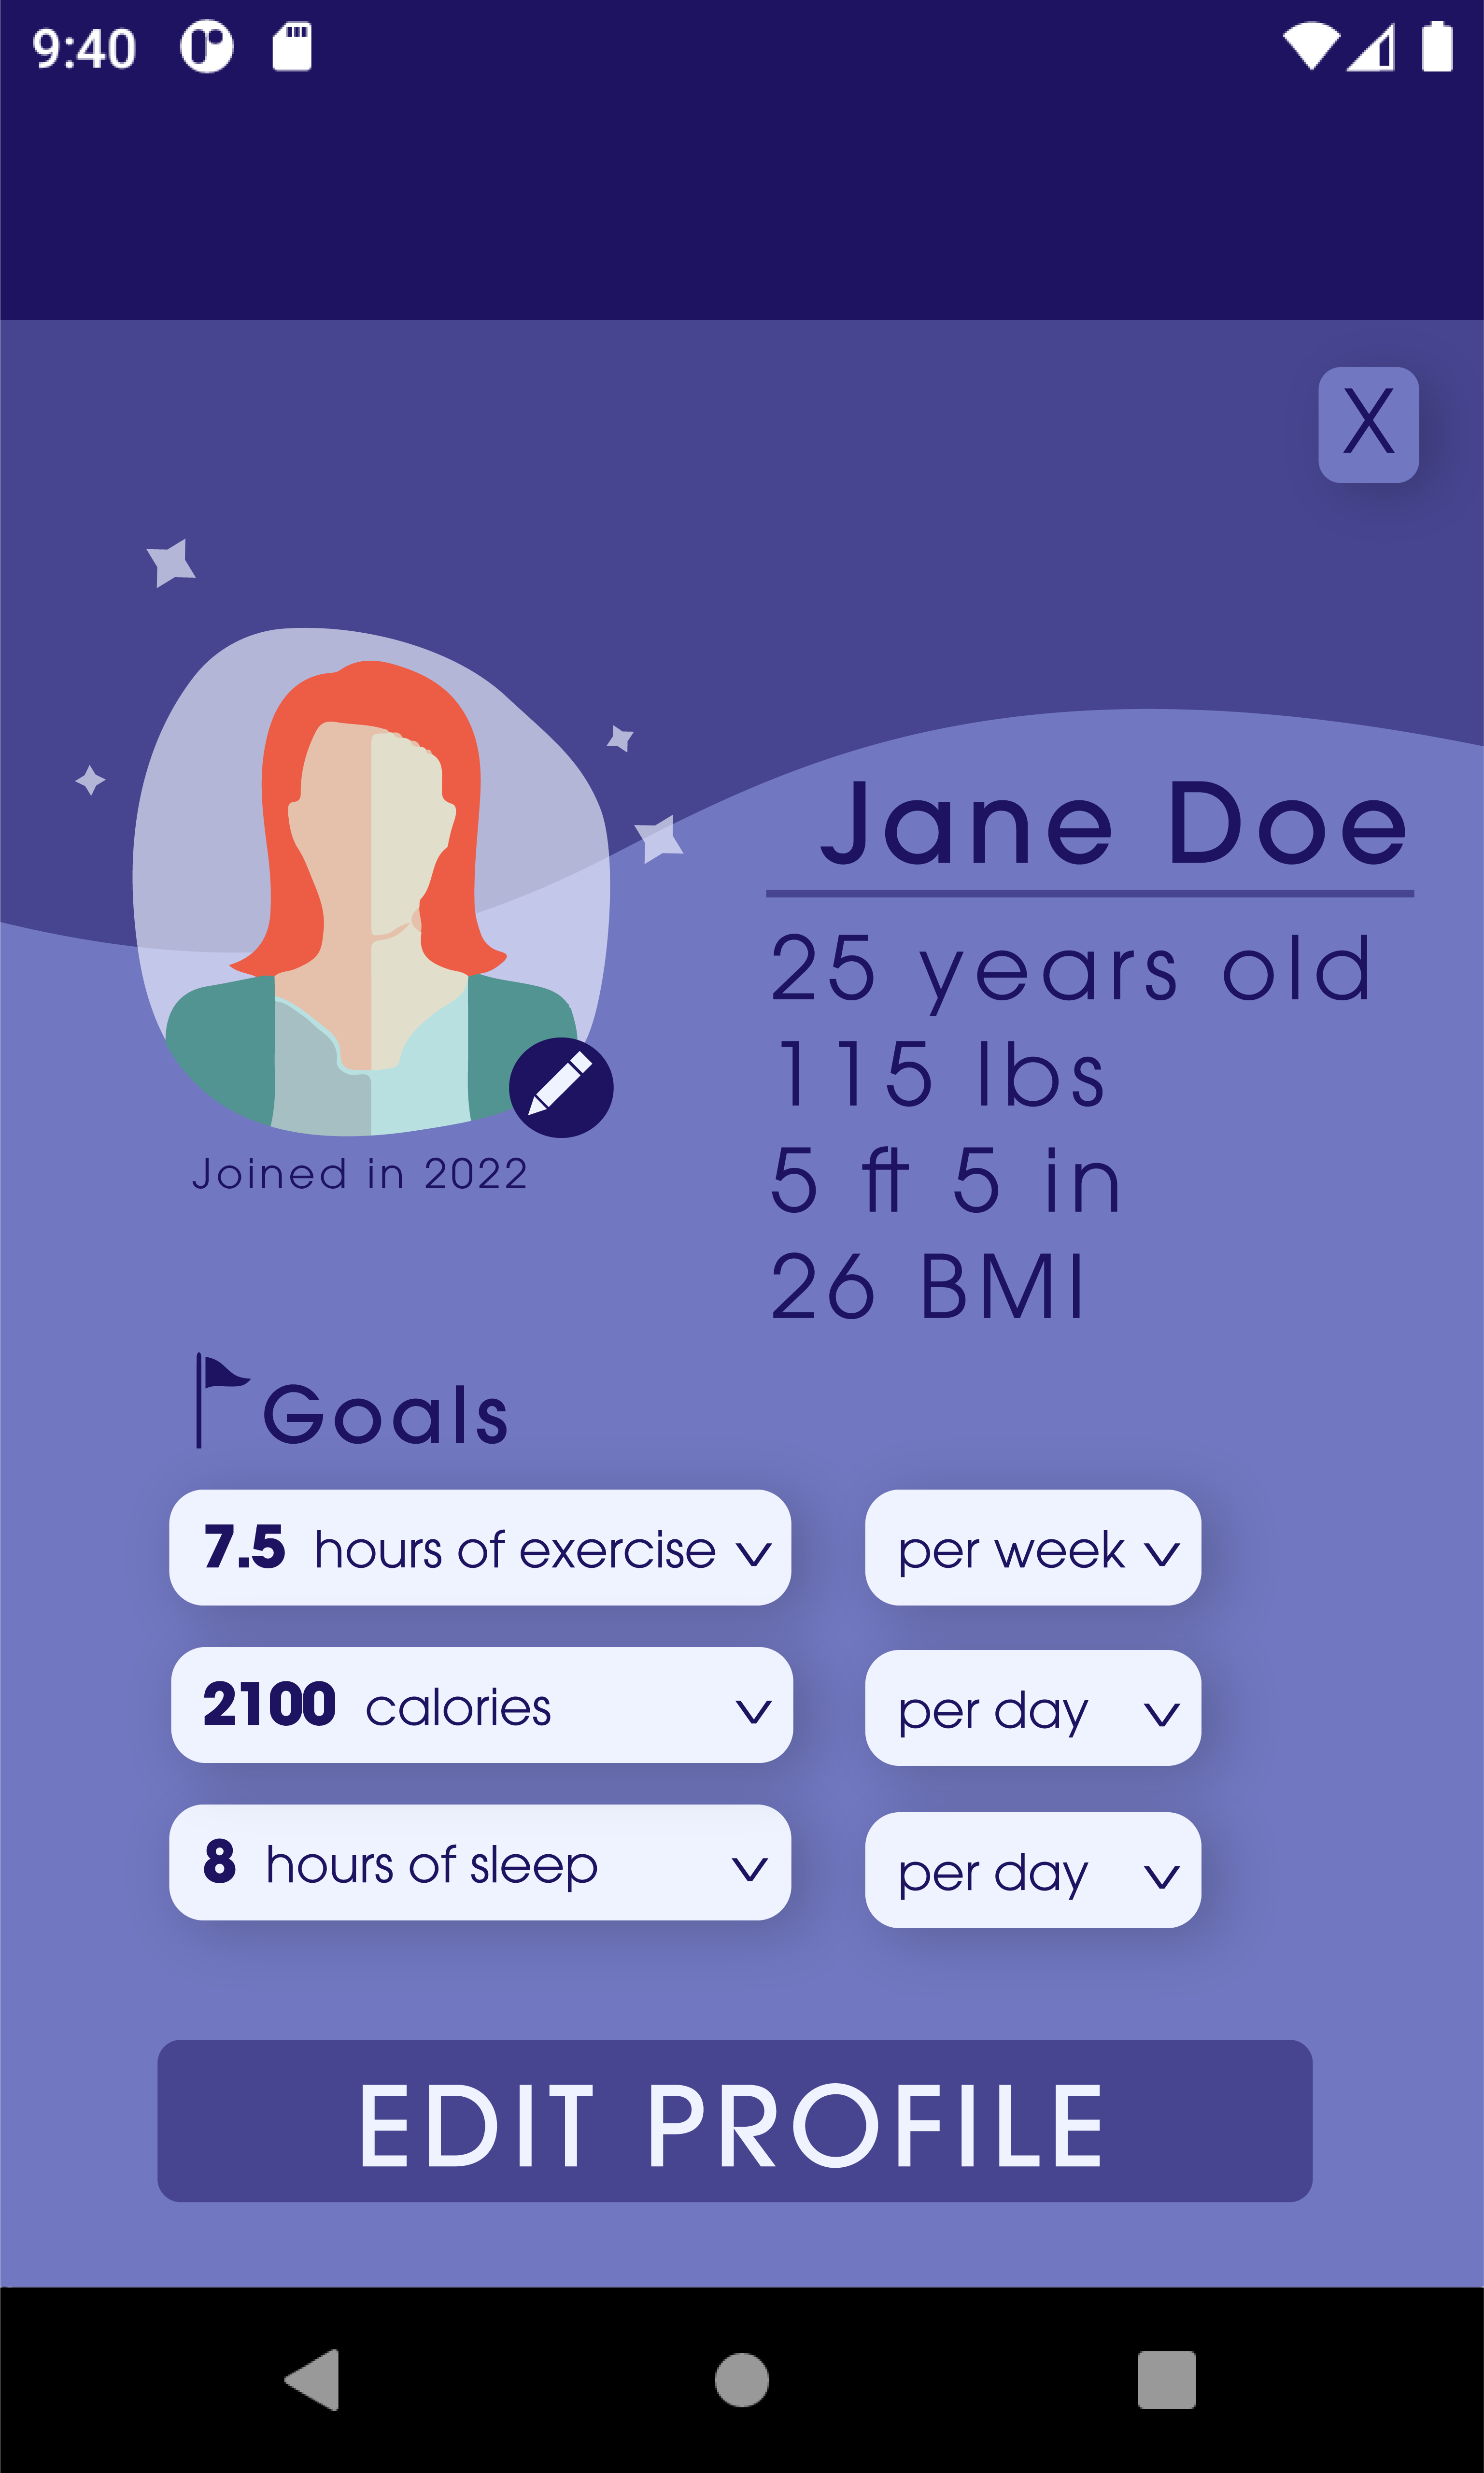 9:40
X
Jane Doe
25 years old
115 lbs
5 ft 5 in
26 BMI
Joined in 2022
Goals
7.5 hours of exercise per week
2100 calories per day
8 hours of sleep per day
EDIT PROFILE